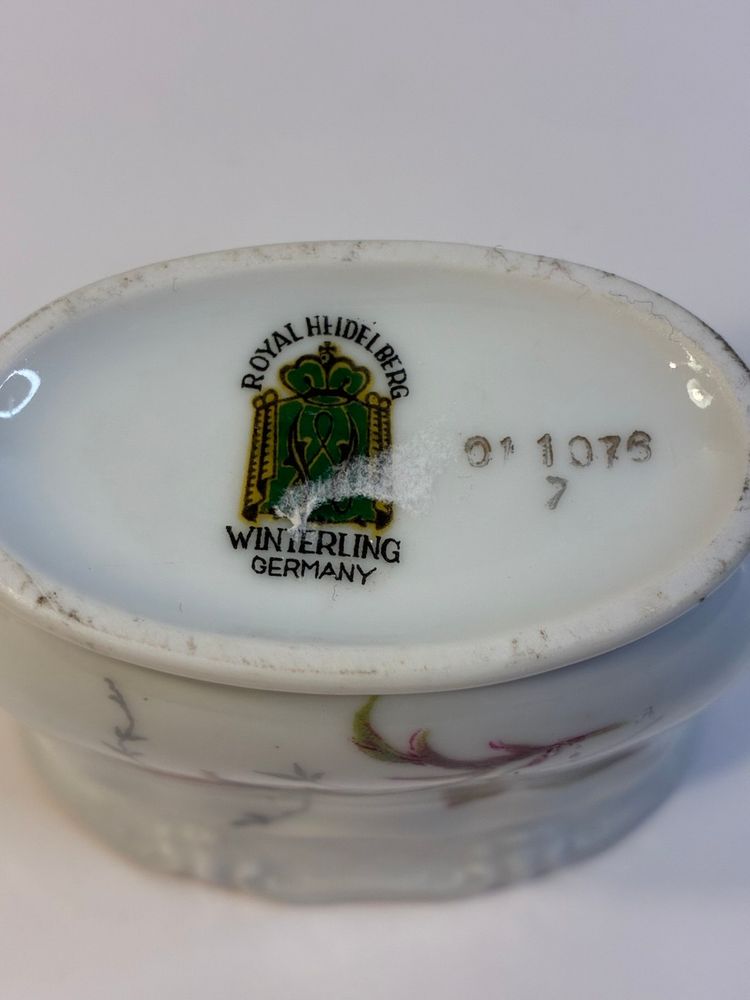 ROYAL HEIDELBERG
WINTERLING
GERMANY
01 1076
7